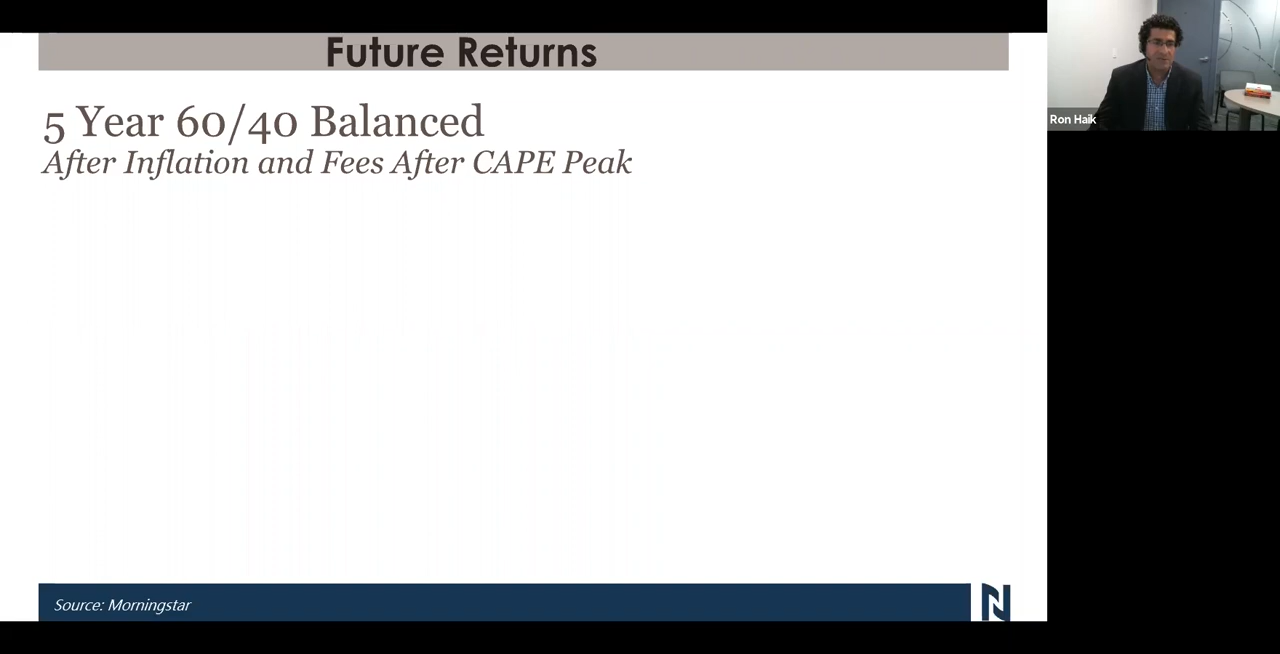 Future Returns
5 Year 60/40 Balanced
After Inflation and Fees After CAPE Peak
Source: Morningstar
N
Ron Haik